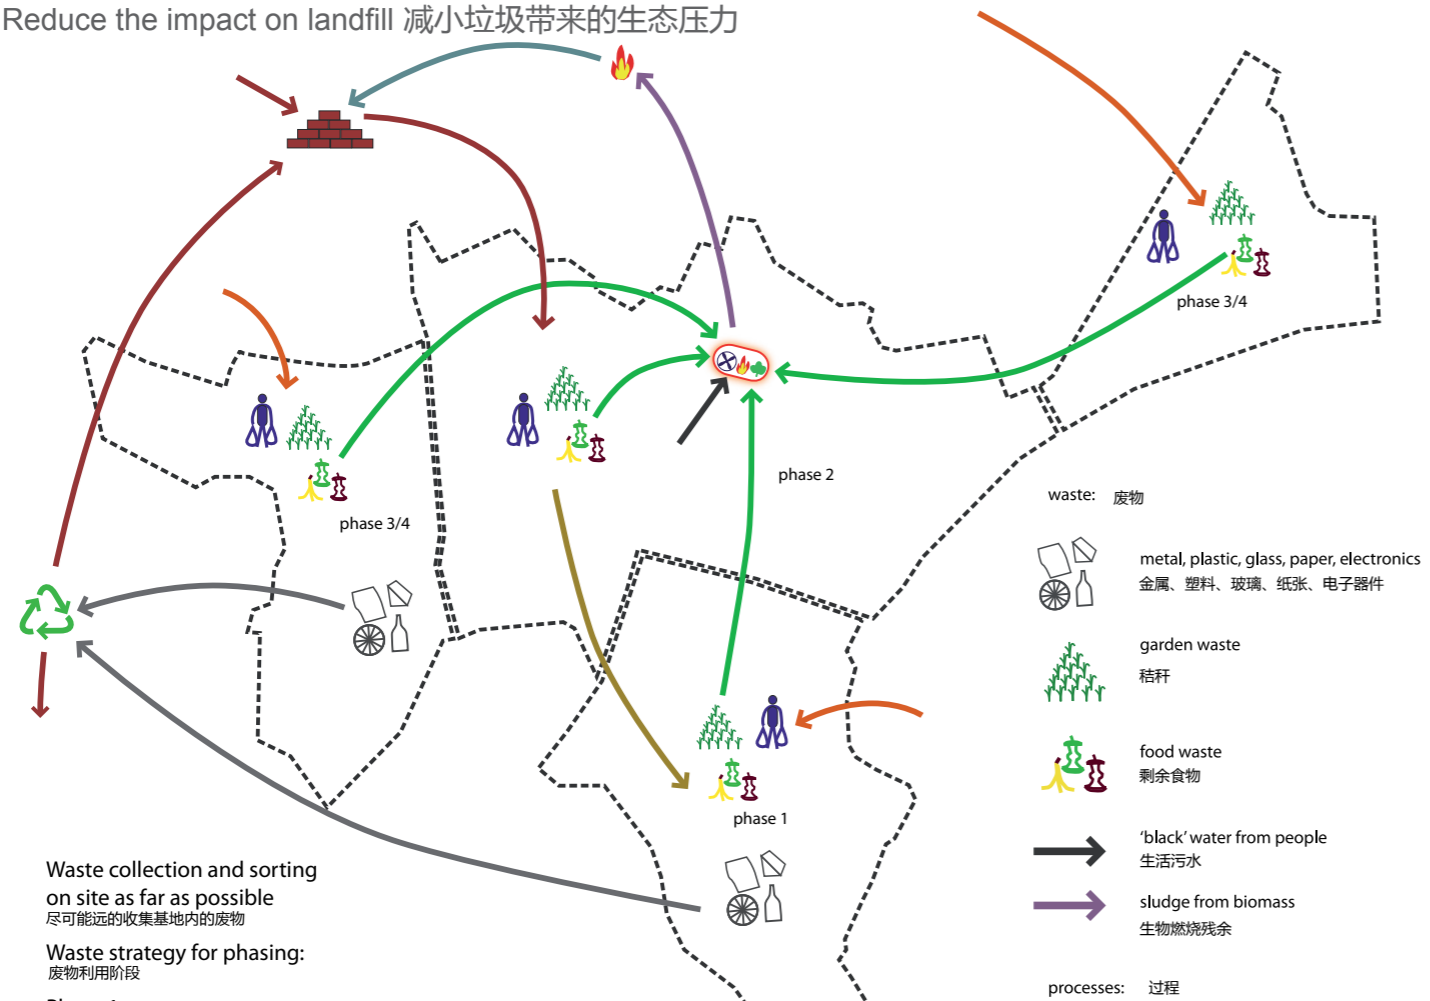 Reduce the impact on landfill 减小垃圾带来的生态压力
phase 3/4
phase 2
phase 3/4
waste: 废物
metal, plastic, glass, paper, electronics
金属、塑料、玻璃、纸张、电子器件
garden waste
秸秆
food waste
剩余食物
phase 1
‘black’ water from people
生活污水
sludge from biomass
生物燃烧残余
processes: 过程
Waste collection and sorting
on site as far as possible
尽可能远的收集基地内的废物
Waste strategy for phasing:
废物利用阶段